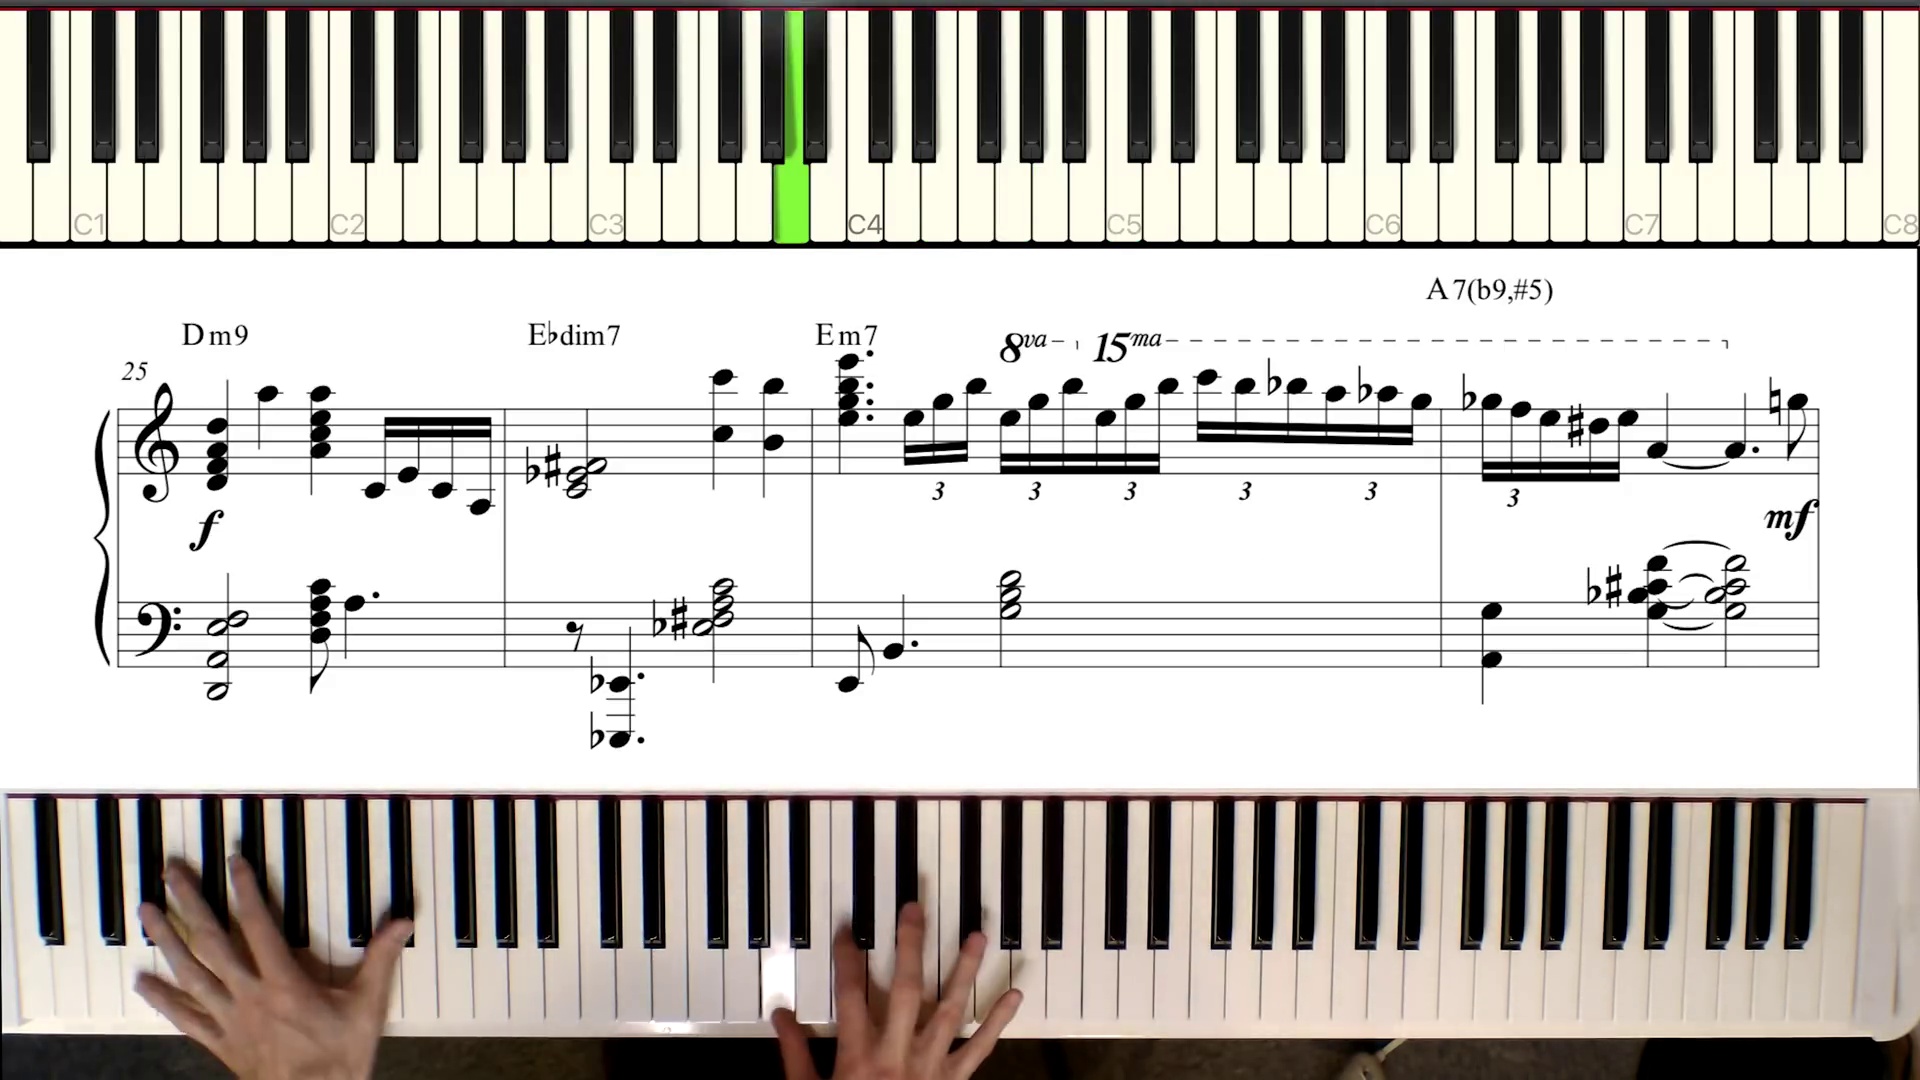 C1 C2 C3 C4 C5 C6 C7 C8
A7(b9,#5)
Dm9 E♭dim7 Em7 8va 15ma
25
3 3 3 3 3 3
f mf